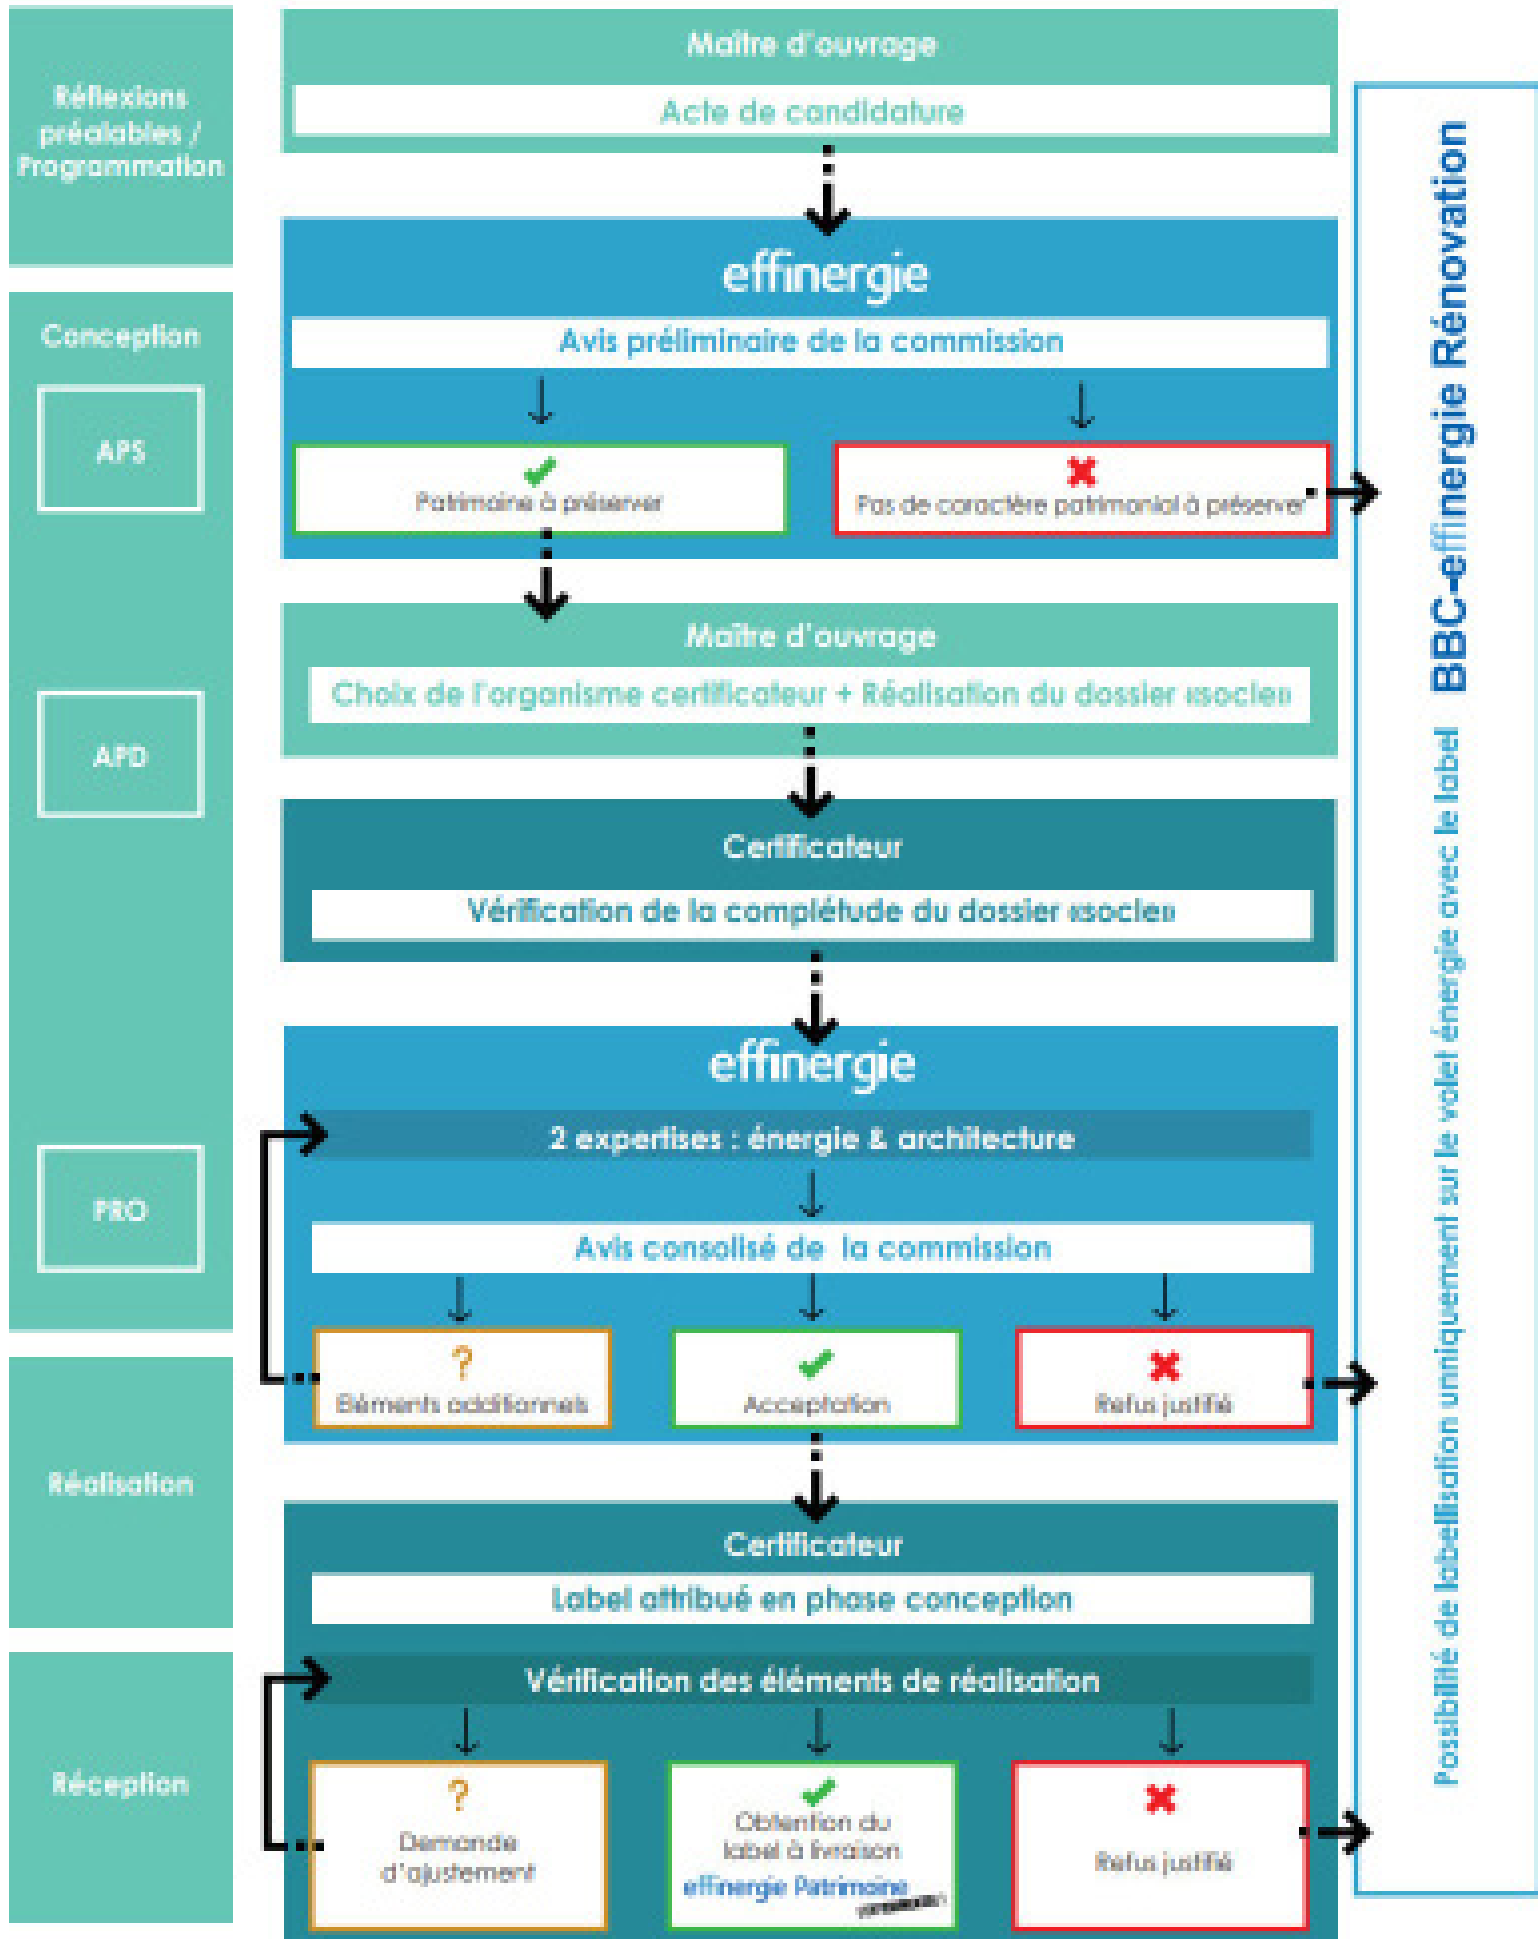 Réflexions
préalables /
Programmation
Maître d'ouvrage
Acte de candidature
effinergie
Avis préliminaire de la commission
Patrimoine à préserver
Pas de caractère patrimonial à préserver
Conception
APS
APD
PRO
Maître d'ouvrage
Choix de l'organisme certificateur + Réalisation du dossier «socle»
Certificateur
Vérification de la complétude du dossier «socle»
effinergie
2 expertises : énergie & architecture
Avis consolisé de la commission
?
Eléments additionnels
Acceptation
Refus justifié
Réalisation
Certificateur
Label attribué en phase conception
Vérification des éléments de réalisation
Réception
?
Demande
d'ajustement
Obtention du
label à livraison
effinergie Patrimoine
Refus justifié
Possibilié de labellisation unniquement sur le volet énergie avec le label BBC-effinergie Rénovation